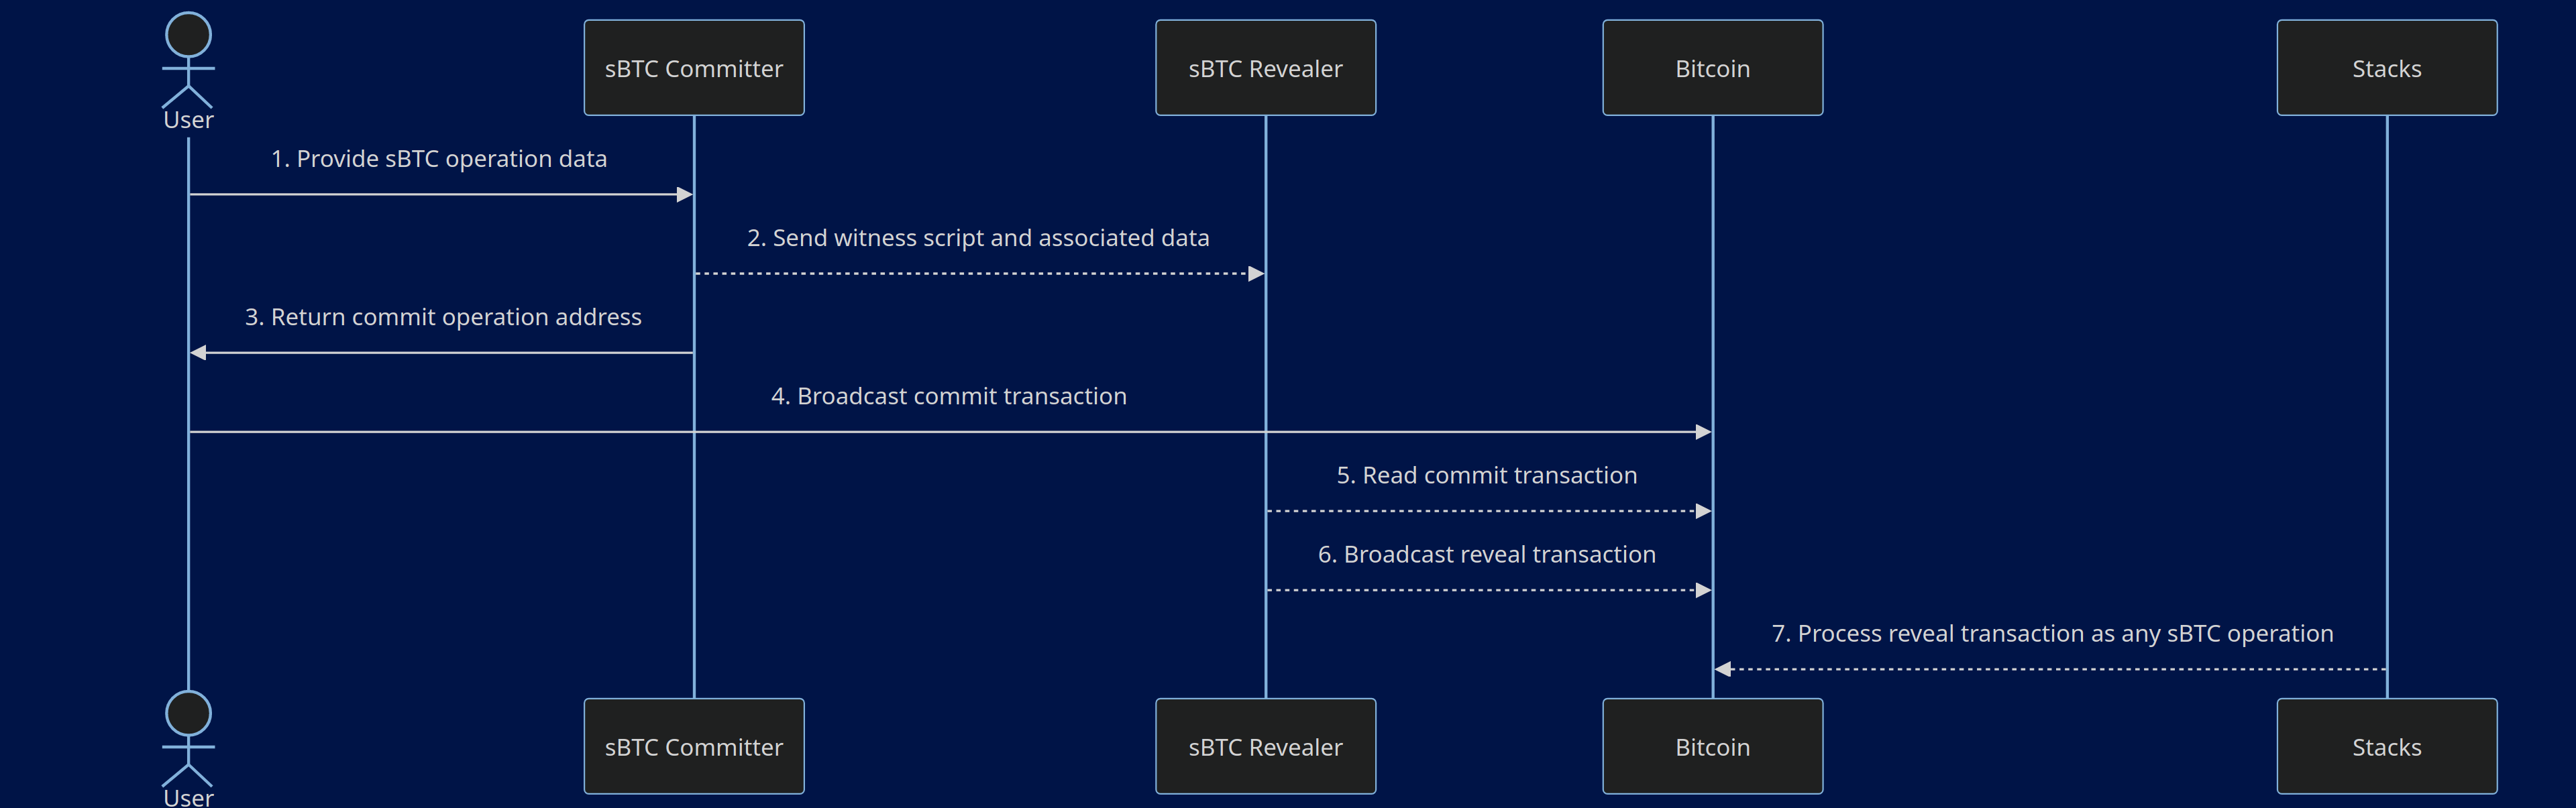 User
sBTC Committer
sBTC Revealer
Bitcoin
Stacks
1. Provide sBTC operation data
2. Send witness script and associated data
3. Return commit operation address
4. Broadcast commit transaction
5. Read commit transaction
6. Broadcast reveal transaction
7. Process reveal transaction as any sBTC operation
User
sBTC Committer
sBTC Revealer
Bitcoin
Stacks